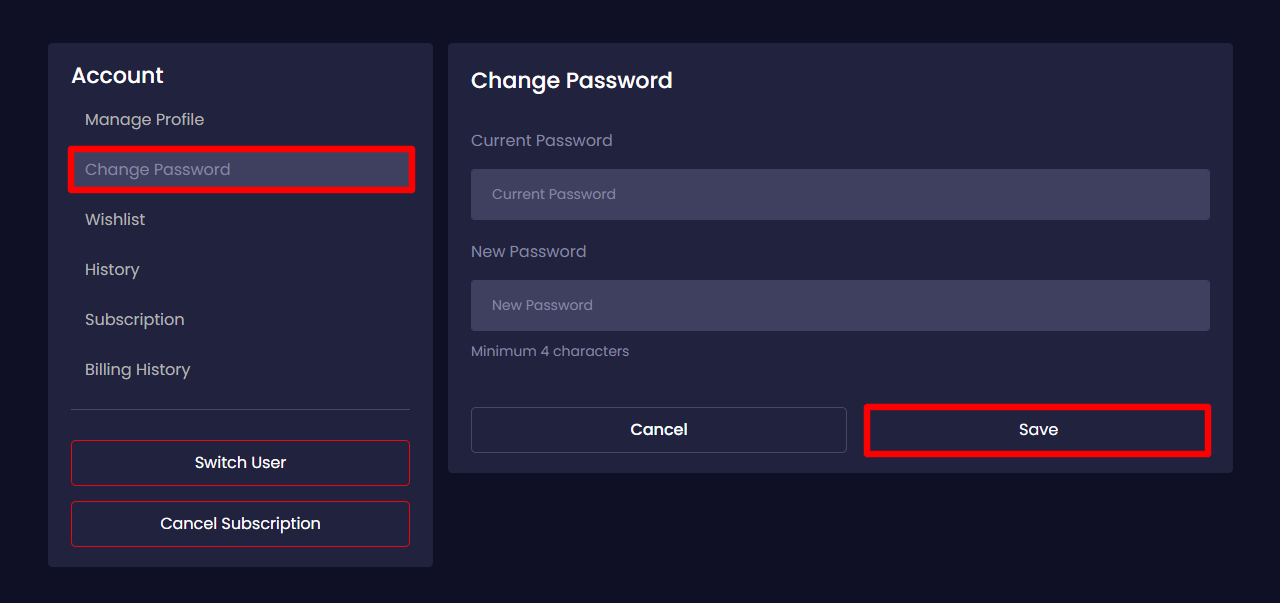 Account
Manage Profile
Change Password
Wishlist
History
Subscription
Billing History
Switch User
Cancel Subscription
Change Password
Current Password
Current Password
New Password
New Password
Minimum 4 characters
Cancel
Save